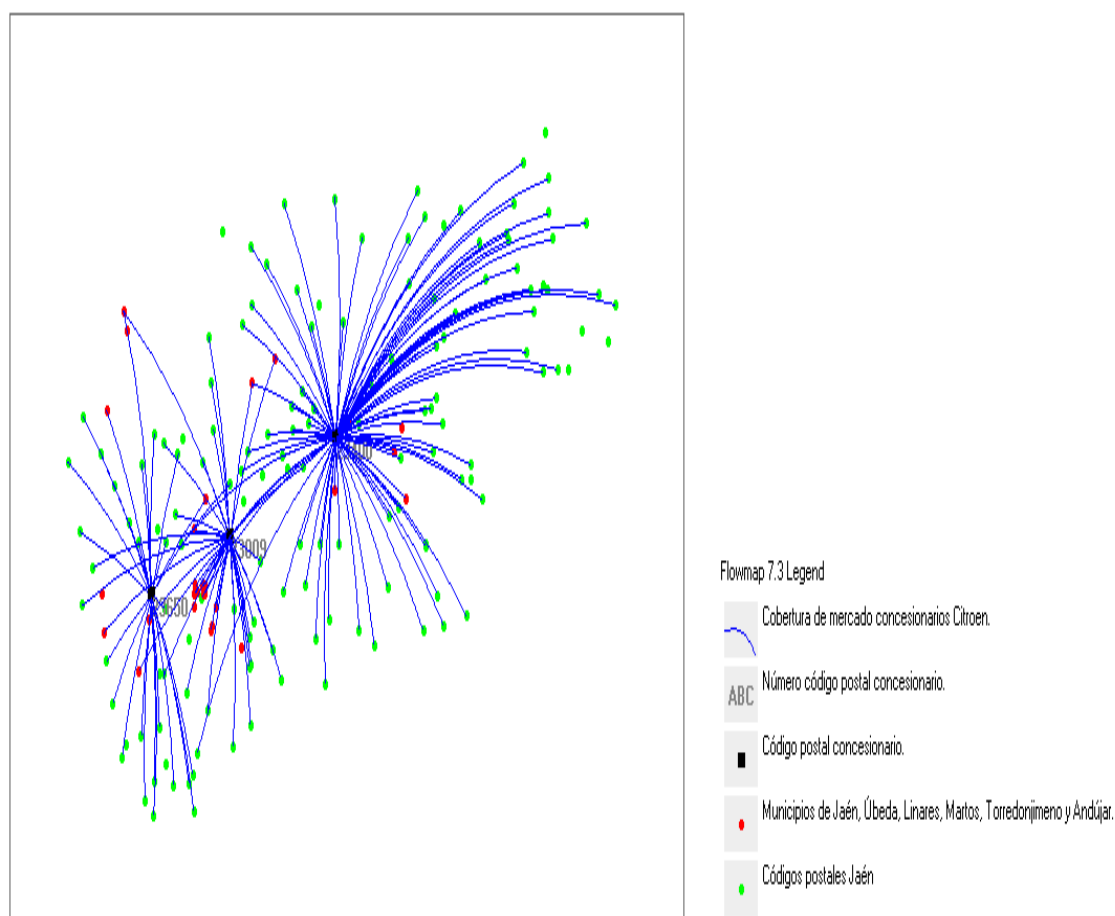 Flowmap 7.3 Legend
Cobertura de mercado concesionarios Citroen.
ABC
Número código postal concesionario.
Código postal concesionario.
Municipios de Jaén, Úbeda, Linares, Martos, Torredonjimeno y Andújar.
Códigos postales Jaén